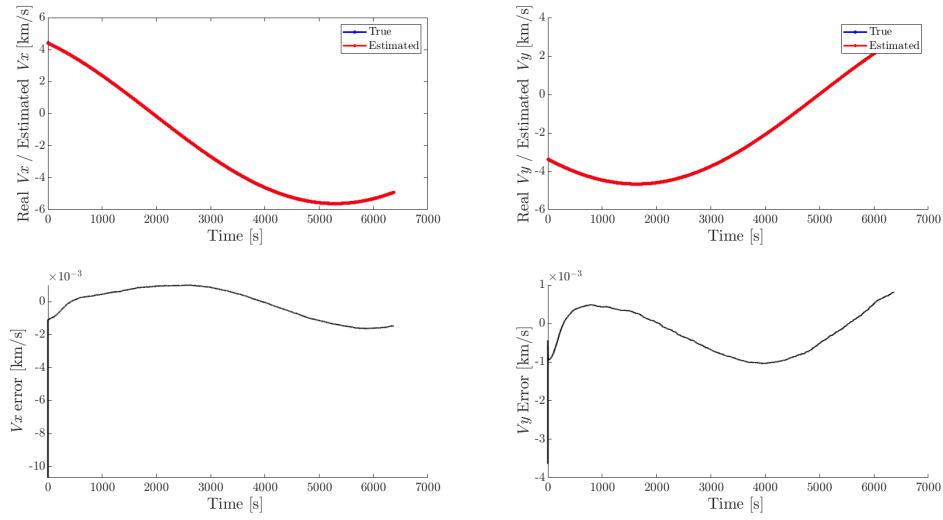 6
4
2
0
-2
-4
-6
Real Vx / Estimated Vx [km/s]
True
Estimated
0 1000 2000 3000 4000 5000 6000 7000
Time [s]
4
2
0
-2
-4
-6
Real Vy / Estimated Vy [km/s]
True
Estimated
0 1000 2000 3000 4000 5000 6000 7000
Time [s]
×10⁻³
0
-2
-4
-6
-8
-10
Vx error [km/s]
0 1000 2000 3000 4000 5000 6000 7000
Time [s]
×10⁻³
1
0
-1
-2
-3
-4
Vy Error [km/s]
0 1000 2000 3000 4000 5000 6000 7000
Time [s]